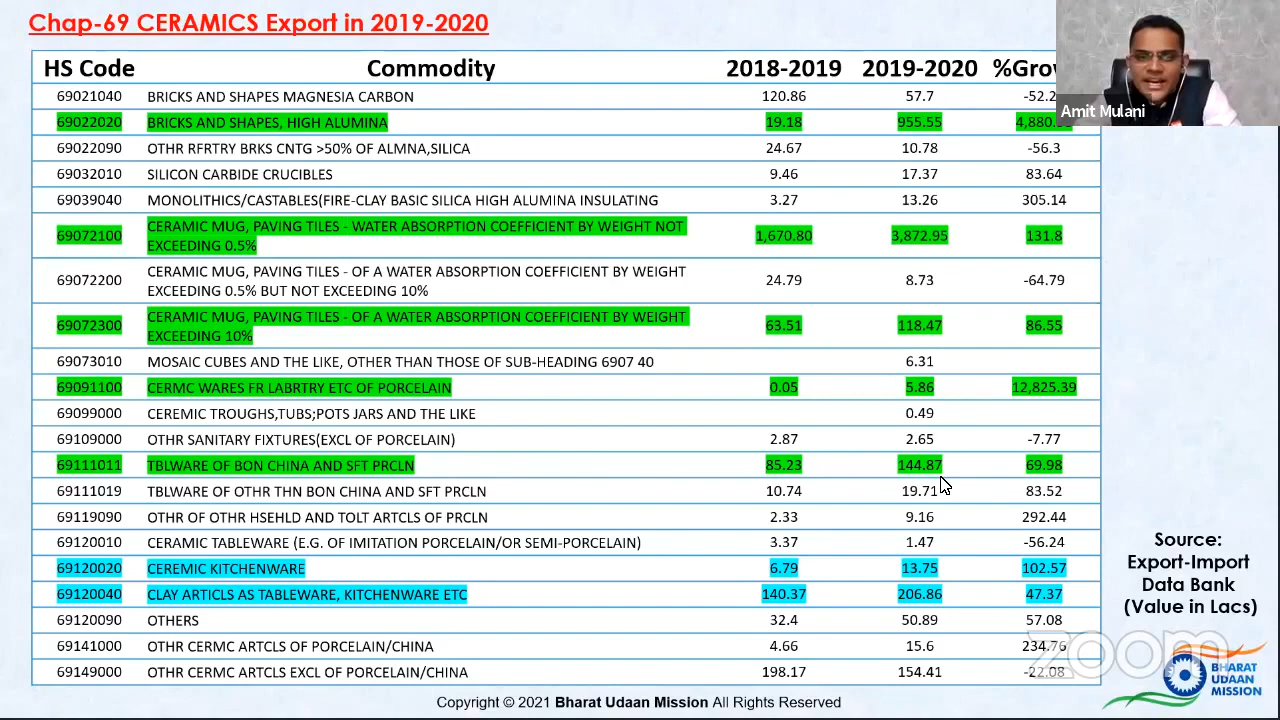 Chap-69 CERAMICS Export in 2019-2020
HS Code Commodity 2018-2019 2019-2020
Amit Mulani
69021040 BRICKS AND SHAPES MAGNESIA CARBON 120.86 57.7 -52.2
69022020 BRICKS AND SHAPES, HIGH ALUMINA 19.18 955.55 4,880.
69022090 OTHR RFRTRY BRKS CNTG >50% OF ALMNA,SILICA 24.67 10.78 -56.3
69032010 SILICON CARBIDE CRUCIBLES 9.46 17.37 83.64
69039040 MONOLITHICS/CASTABLES(FIRE-CLAY BASIC SILICA HIGH ALUMINA INSULATING 3.27 13.26 305.14
69072100 CERAMIC MUG, PAVING TILES - WATER ABSORPTION COEFFICIENT BY WEIGHT NOT 1,670.80 3,872.95 131.8
EXCEEDING 0.5%
69072200 CERAMIC MUG, PAVING TILES - OF A WATER ABSORPTION COEFFICIENT BY WEIGHT 24.79 8.73 -64.79
EXCEEDING 0.5% BUT NOT EXCEEDING 10%
69072300 CERAMIC MUG, PAVING TILES - OF A WATER ABSORPTION COEFFICIENT BY WEIGHT 63.51 118.47 86.55
EXCEEDING 10%
69073010 MOSAIC CUBES AND THE LIKE, OTHER THAN THOSE OF SUB-HEADING 6907 40 6.31
69091100 CERMC WARES FR LABRTRY ETC OF PORCELAIN 0.05 5.86 12,825.39
69099000 CEREMIC TROUGHS,TUBS;POTS JARS AND THE LIKE 0.49
69109000 OTHR SANITARY FIXTURES(EXCL OF PORCELAIN) 2.87 2.65 -7.77
69111011 TBLWARE OF BON CHINA AND SFT PRCLN 85.23 144.87 69.98
69111019 TBLWARE OF OTHR THN BON CHINA AND SFT PRCLN 10.74 19.71 83.52
69119090 OTHR OF OTHR HSEHLD AND TOLT ARTCLS OF PRCLN 2.33 9.16 292.44
69120010 CERAMIC TABLEWARE (E.G. OF IMITATION PORCELAIN/OR SEMI-PORCELAIN) 3.37 1.47 -56.24
69120020 CEREMIC KITCHENWARE 6.79 13.75 102.57
69120040 CLAY ARTICLS AS TABLEWARE, KITCHENWARE ETC 140.37 206.86 47.37
69120090 OTHERS 32.4 50.89 57.08
69141000 OTHR CERMC ARTCLS OF PORCELAIN/CHINA 4.66 15.6 234.76
69149000 OTHR CERMC ARTCLS EXCL OF PORCELAIN/CHINA 198.17 154.41 -22.08
Source:
Export-Import
Data Bank
(Value in Lacs)
zoom
BHARAT
UDAAN
MISSION
Copyright © 2021 Bharat Udaan Mission All Rights Reserved